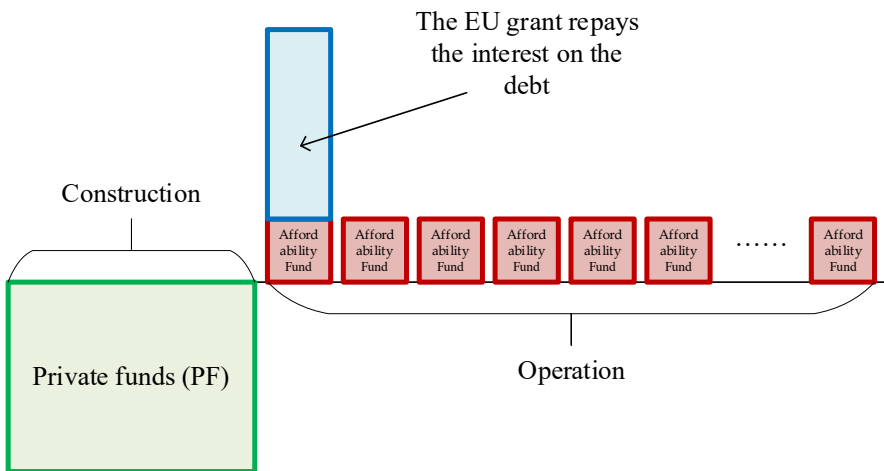 The EU grant repays
the interest on the
debt
Construction
Afford
ability
Fund
Afford
ability
Fund
Afford
ability
Fund
Afford
ability
Fund
Afford
ability
Fund
Afford
ability
Fund
……
Afford
ability
Fund
Private funds (PF)
Operation